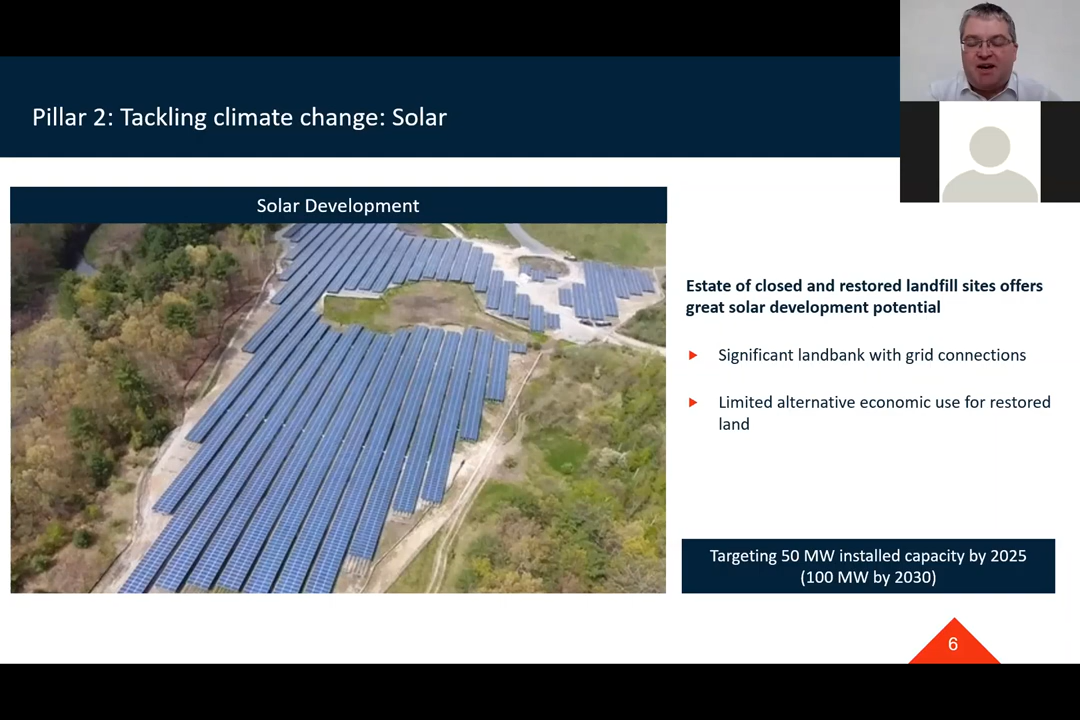 Pillar 2: Tackling climate change: Solar
Solar Development
Estate of closed and restored landfill sites offers
great solar development potential
Significant landbank with grid connections
Limited alternative economic use for restored
land
Targeting 50 MW installed capacity by 2025
(100 MW by 2030)
6